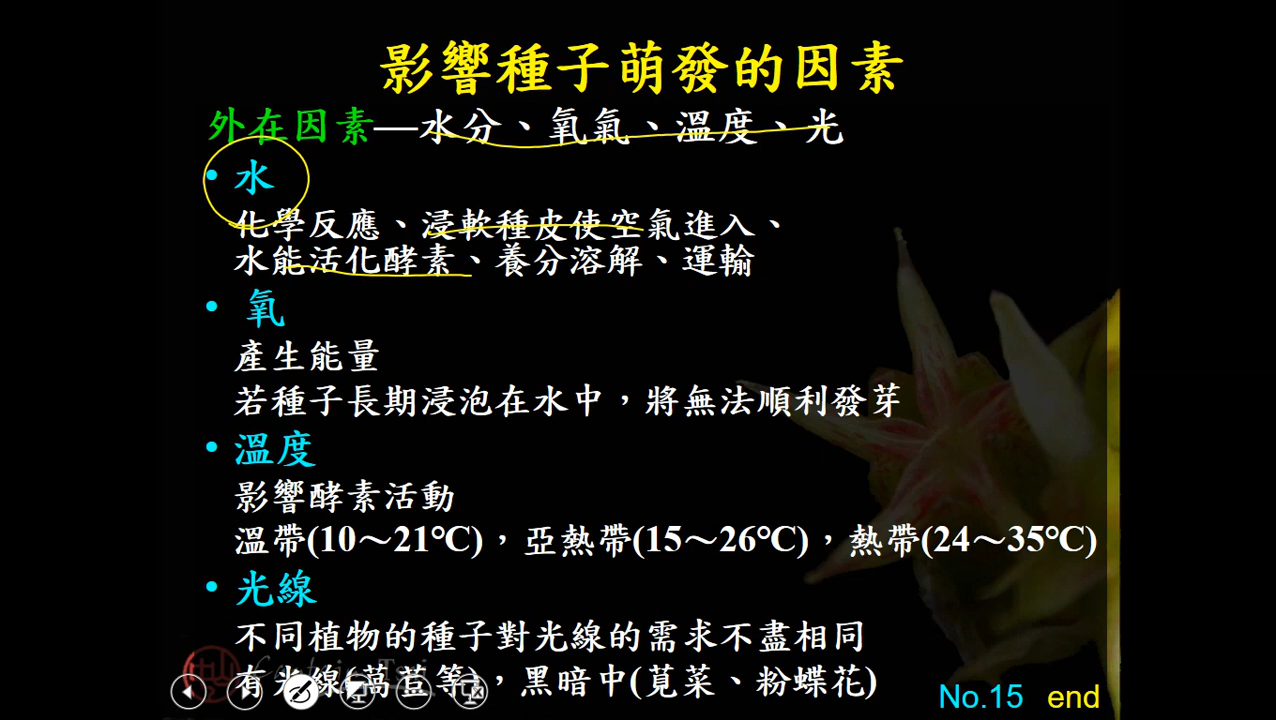 影響種子萌發的因素
外在因素—水分、氧氣、溫度、光
• 水
化學反應、浸軟種皮使空氣進入、
水能活化酵素、養分溶解、運輸
• 氧
產生能量
若種子長期浸泡在水中，將無法順利發芽
• 溫度
影響酵素活動
溫帶(10～21℃)，亞熱帶(15～26℃)，熱帶(24～35℃)
• 光線
不同植物的種子對光線的需求不盡相同
有光線(萵苣等)，黑暗中(莧菜、粉蝶花)
No.15 end